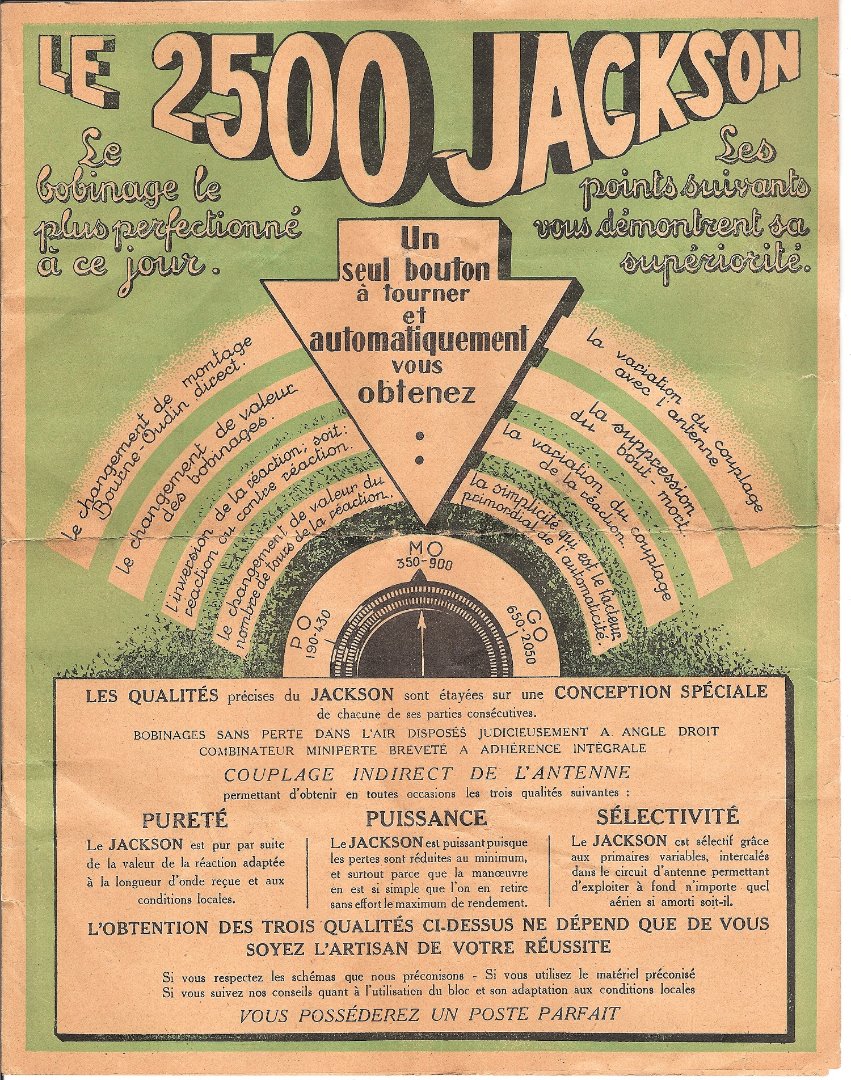 LE 2500 JACKSON
Le
bobinage le
plus perfectionné
à ce jour.
Les
points suivants
vous démontrent sa
supériorité.
Un
seul bouton
à tourner
et
automatiquement
vous
obtenez
:
le changement de montage
Bourne-Oudin direct.
le changement de valeur
des bobinages.
l'inversion de la réaction, soit:
réaction ou contre réaction.
le changement de valeur du
nombre de tours de la réaction.
la variation du couplage
avec l'antenne
la suppression
du bout-mort
la variation du couplage
de la réaction.
la simplicité qui est le facteur
primordial de l'automaticité.
PO
190-430
MO
350-900
GO
650-2050
LES QUALITÉS précises du JACKSON sont étayées sur une CONCEPTION SPÉCIALE
de chacune de ses parties consécutives.
BOBINAGES SANS PERTE DANS L'AIR DISPOSÉS JUDICIEUSEMENT A ANGLE DROIT
COMBINATEUR MINIPERTE BREVETÉ A ADHÉRENCE INTÉGRALE
COUPLAGE INDIRECT DE L'ANTENNE
permettant d'obtenir en toutes occasions les trois qualités suivantes :
PURETÉ
Le JACKSON est pur par suite
de la valeur de la réaction adaptée
à la longueur d'onde reçue et aux
conditions locales.
PUISSANCE
Le JACKSON est puissant puisque
les pertes sont réduites au minimum,
et surtout parce que la manœuvre
en est si simple que l'on en retire
sans effort le maximum de rendement.
SÉLECTIVITÉ
Le JACKSON est sélectif grâce
aux primaires variables, intercalés
dans le circuit d'antenne permettant
d'exploiter à fond n'importe quel
aérien si amorti soit-il.
L'OBTENTION DES TROIS QUALITÉS CI-DESSUS NE DÉPEND QUE DE VOUS
SOYEZ L'ARTISAN DE VOTRE RÉUSSITE
Si vous respectez les schémas que nous préconisons - Si vous utilisez le matériel préconisé
Si vous suivez nos conseils quant à l'utilisation du bloc et son adaptation aux conditions locales
VOUS POSSÉDEREZ UN POSTE PARFAIT